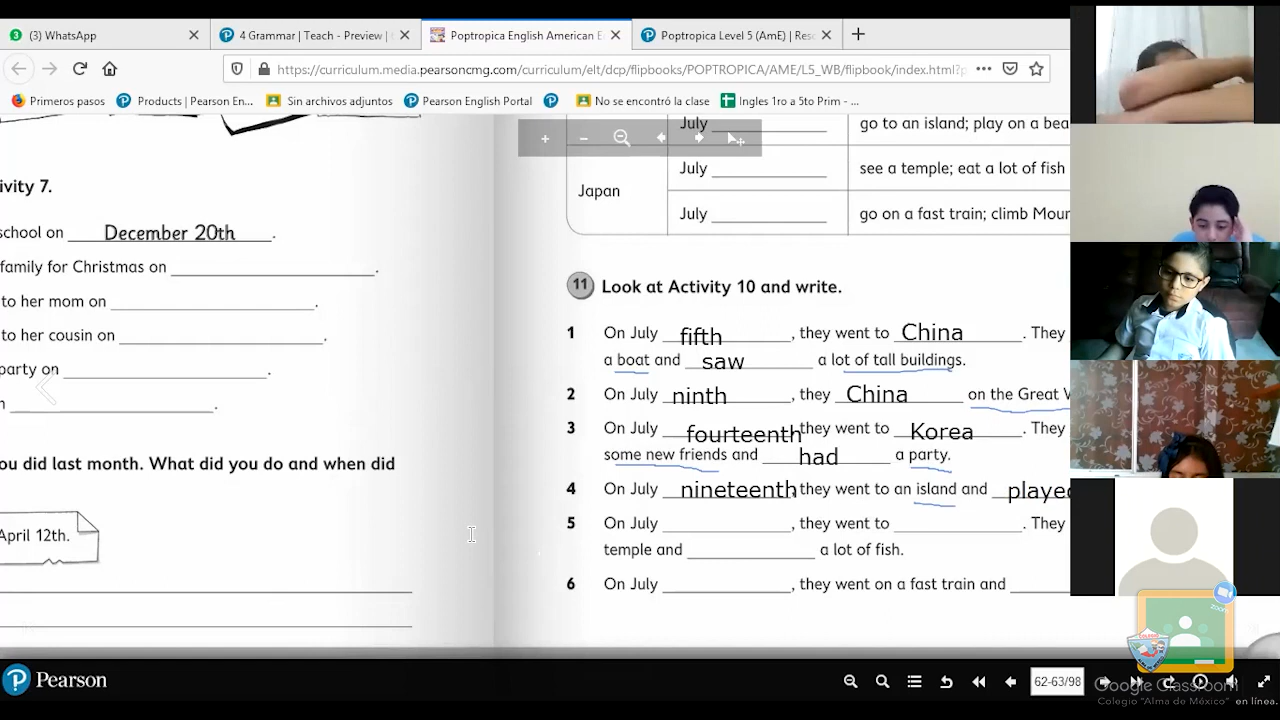 (3) WhatsApp
4 Grammar | Teach - Preview |
Poptropica English American E
Poptropica Level 5 (AmE) | Res
https://curriculum.media.pearsoncmg.com/curriculum/elt/dcp/flipbooks/POPTROPICA/AME/L5_WB/flipbook/index.html?p
Primeros pasos
Products | Pearson En...
Sin archivos adjuntos
Pearson English Portal
No se encontró la clase
Ingles 1ro a 5to Prim - ...
ivity 7.
school on December 20th.
family for Christmas on
to her mom on
to her cousin on
party on
n
ou did last month. What did you do and when did
April 12th.
July go to an island; play on a bea
Japan
July see a temple; eat a lot of fish
July go on a fast train; climb Moun
11 Look at Activity 10 and write.
1 On July fifth, they went to China. They
a boat and saw a lot of tall buildings.
2 On July ninth, they China on the Great W
3 On July fourteenth, they went to Korea. They
some new friends and had a party.
4 On July nineteenth, they went to an island and played
5 On July , they went to . They
temple and a lot of fish.
6 On July , they went on a fast train and
Pearson
62-63/98
zoom
Google Classroom
Colegio "Alma de México" en línea.